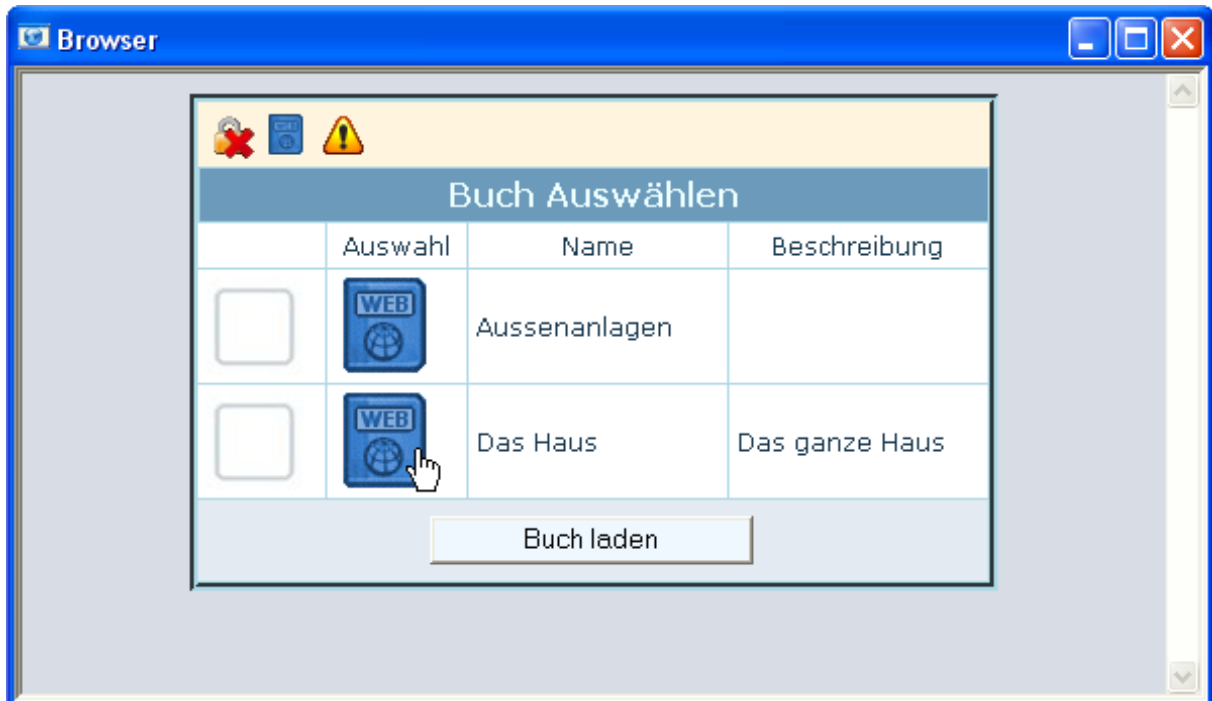 Browser
Buch Auswählen
Auswahl Name Beschreibung
WEB Aussenanlagen
WEB Das Haus Das ganze Haus
Buch laden